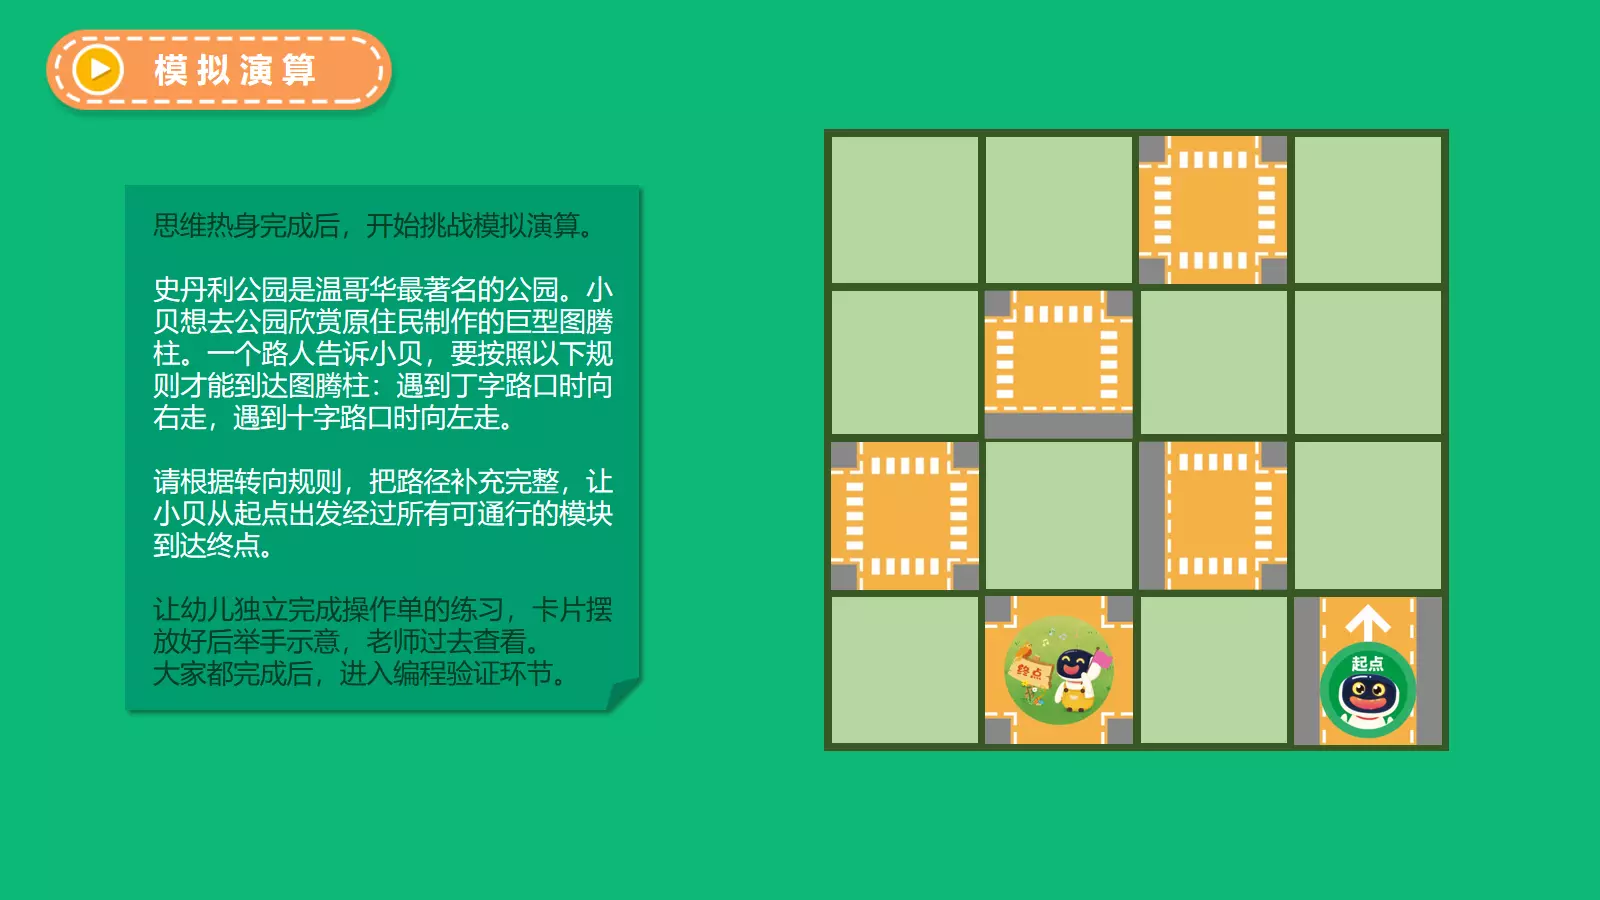 模拟演算
思维热身完成后，开始挑战模拟演算。
史丹利公园是温哥华最著名的公园。小
贝想去公园欣赏原住民制作的巨型图腾
柱。一个路人告诉小贝，要按照以下规
则才能到达图腾柱：遇到丁字路口时向
右走，遇到十字路口时向左走。
请根据转向规则，把路径补充完整，让
小贝从起点出发经过所有可通行的模块
到达终点。
让幼儿独立完成操作单的练习，卡片摆
放好后举手示意，老师过去查看。
大家都完成后，进入编程验证环节。
终点
起点